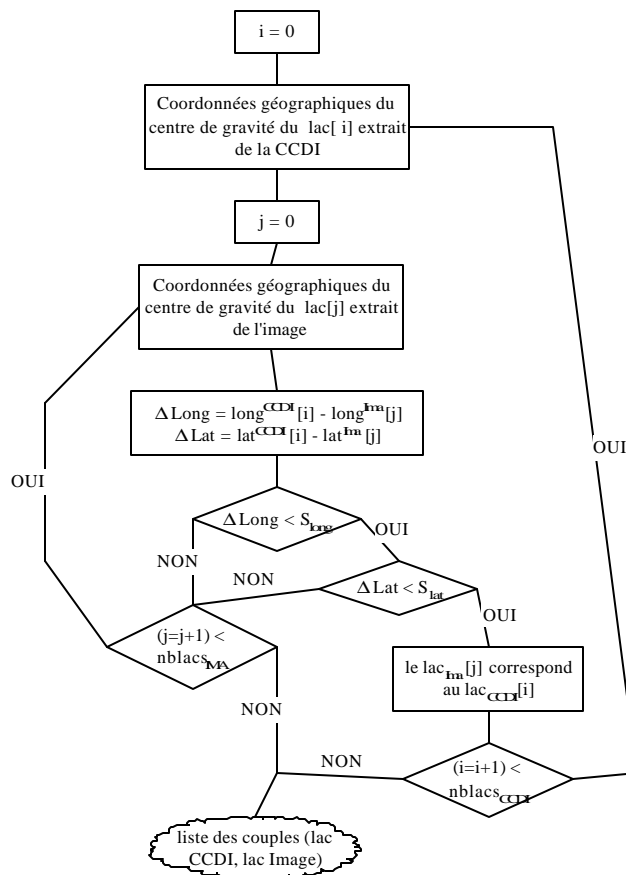 i = 0
Coordonnées géographiques du
centre de gravité du lac[ i] extrait
de la CCDI
j = 0
Coordonnées géographiques du
centre de gravité du lac[j] extrait
de l'image
ΔLong = long^CCDI[i] - long^Ima[j]
ΔLat = lat^CCDI[i] - lat^Ima[j]
OUI
OUI
ΔLong < S_long
OUI
NON
NON
ΔLat < S_lat
OUI
(j=j+1) <
nblacs_IMA
le lac_Ima[j] correspond
au lac_CCDI[i]
NON
NON
(i=i+1) <
nblacs_CCDI
liste des couples (lac
CCDI, lac Image)